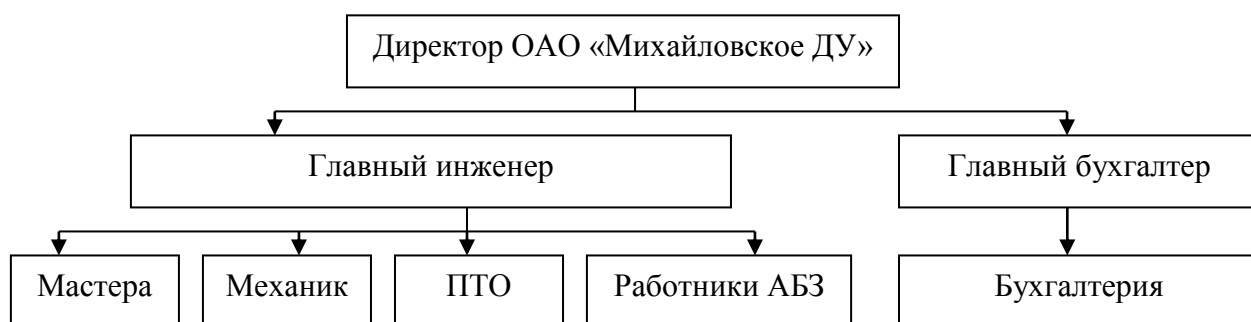 Директор ОАО «Михайловское ДУ»
Главный инженер
Главный бухгалтер
Мастера
Механик
ПТО
Работники АБЗ
Бухгалтерия